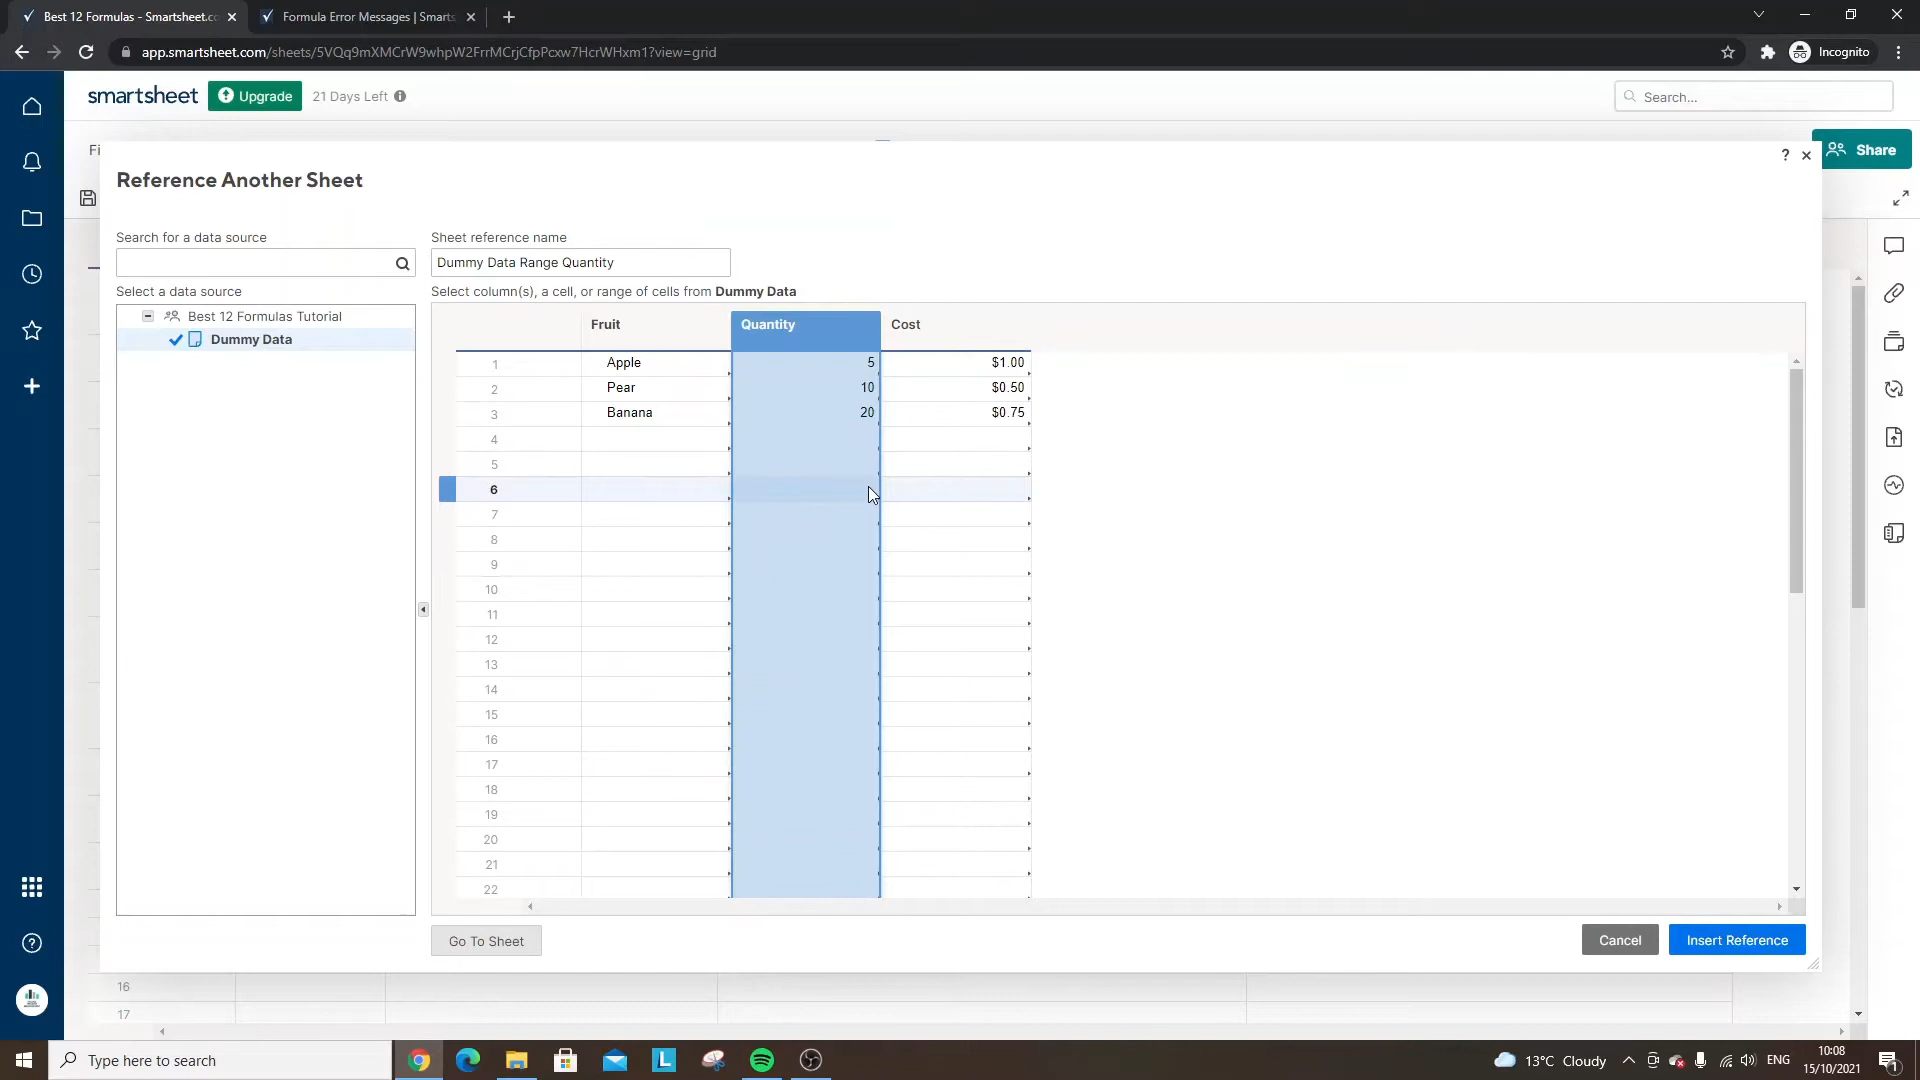 Best 12 Formulas - Smartsheet.co
Formula Error Messages | Smarts
app.smartsheet.com/sheets/5VQq9mXMCrW9whpW2FrrMCrjCfpPcxw7HcrWHxm1?view=grid
Incognito
smartsheet
Upgrade
21 Days Left
Search...
Fi
Share
Reference Another Sheet
?
Search for a data source
Sheet reference name
Dummy Data Range Quantity
Select a data source
Select column(s), a cell, or range of cells from Dummy Data
Best 12 Formulas Tutorial
Dummy Data
Fruit Quantity Cost
1 Apple 5 $1.00
2 Pear 10 $0.50
3 Banana 20 $0.75
4
5
6
7
8
9
10
11
12
13
14
15
16
17
18
19
20
21
22
Go To Sheet
Cancel
Insert Reference
16
17
Type here to search
L
13°C Cloudy
ENG
10:08
15/10/2021
1